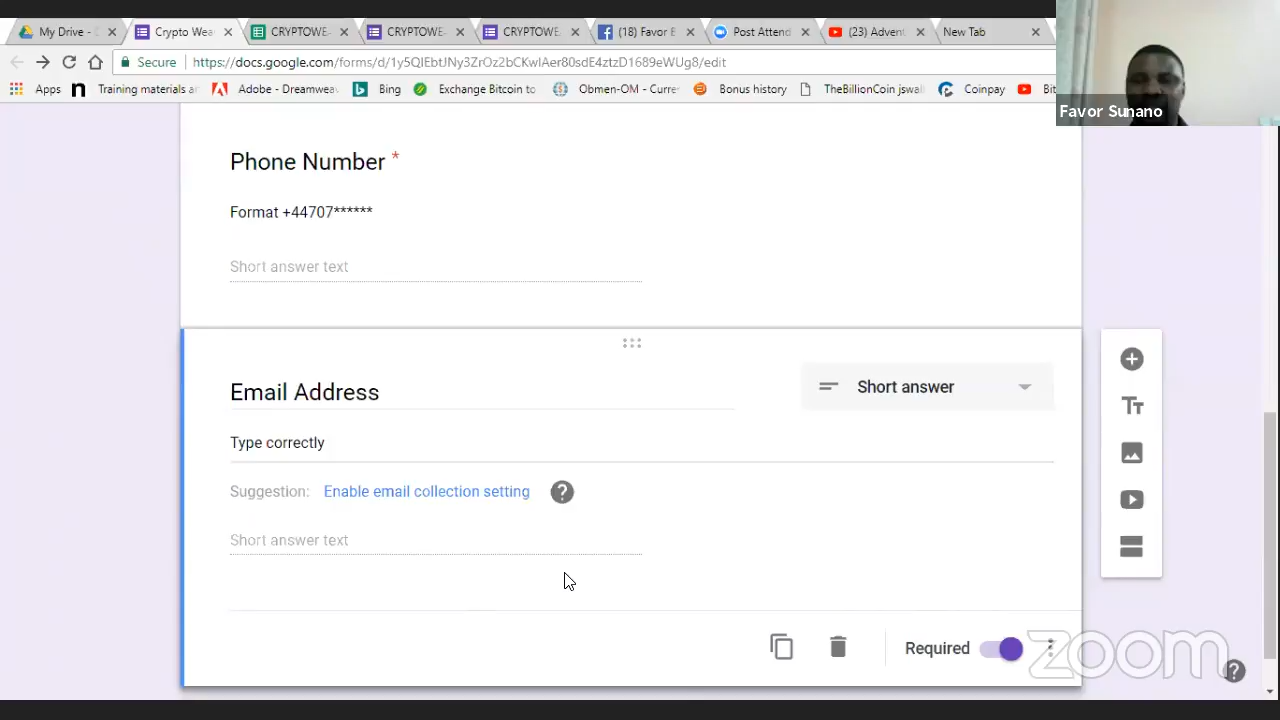 My Drive -
Crypto Wea
CRYPTOWE-
CRYPTOWE-
CRYPTOWE-
(18) Favor E
Post Attend
(23) Advent
New Tab
Secure
https://docs.google.com/forms/d/1y5QIEbtJNy3ZrOz2bCKwIAer80sdE4ztzD1689eWUg8/edit
Apps
Training materials
Adobe - Dreamweav
Bing
Exchange Bitcoin to
Obmen-OM - Curre
Bonus history
TheBillionCoin jswall
Coinpay
Favor Sunano
Phone Number *
Format +44707******
Short answer text
Email Address
Short answer
Type correctly
Suggestion: Enable email collection setting
Short answer text
Required
zoom